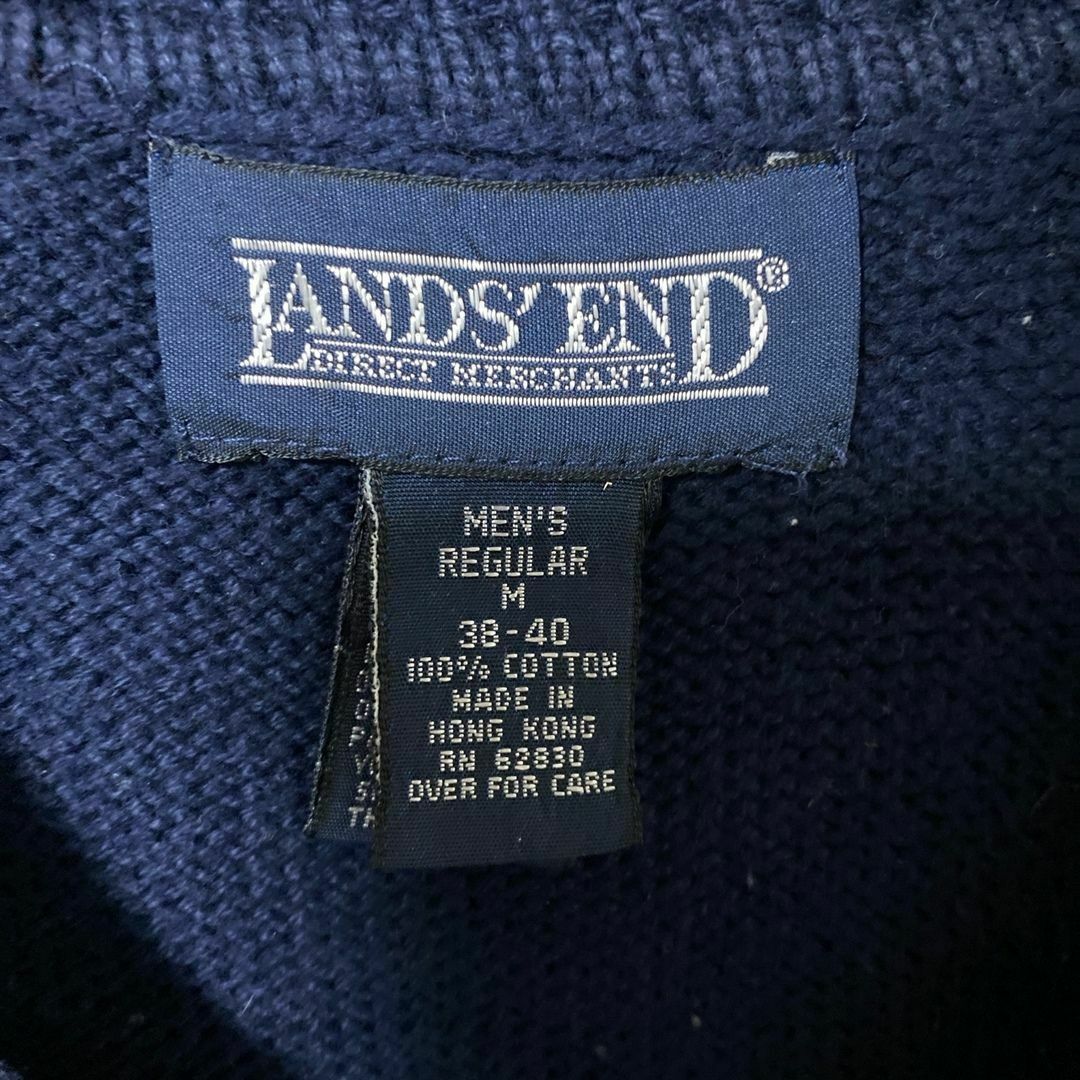 LANDS' END®
DIRECT MERCHANTS
MEN'S
REGULAR
M
38-40
100% COTTON
MADE IN
HONG KONG
RN 62830
OVER FOR CARE